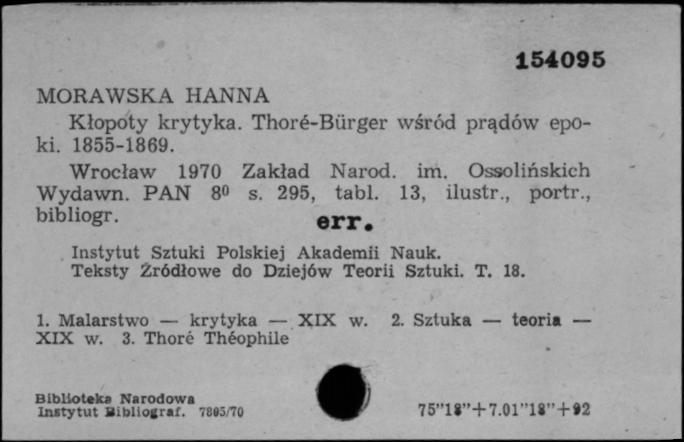 154095
MORAWSKA HANNA
Kłopoty krytyka. Thoré-Bürger wśród prądów epo-
ki. 1855-1869.
Wrocław 1970 Zakład Narod. im. Ossolińskich
Wydawn. PAN 8⁰ s. 295, tabl. 13, ilustr., portr.,
bibliogr.
err.
Instytut Sztuki Polskiej Akademii Nauk.
Teksty Źródłowe do Dziejów Teorii Sztuki. T. 18.
1. Malarstwo — krytyka — XIX w. 2. Sztuka — teoria —
XIX w. 3. Thoré Théophile
Biblioteka Narodowa
Instytut Bibliograf. 7805/70
75"18"+7.01"18"+92